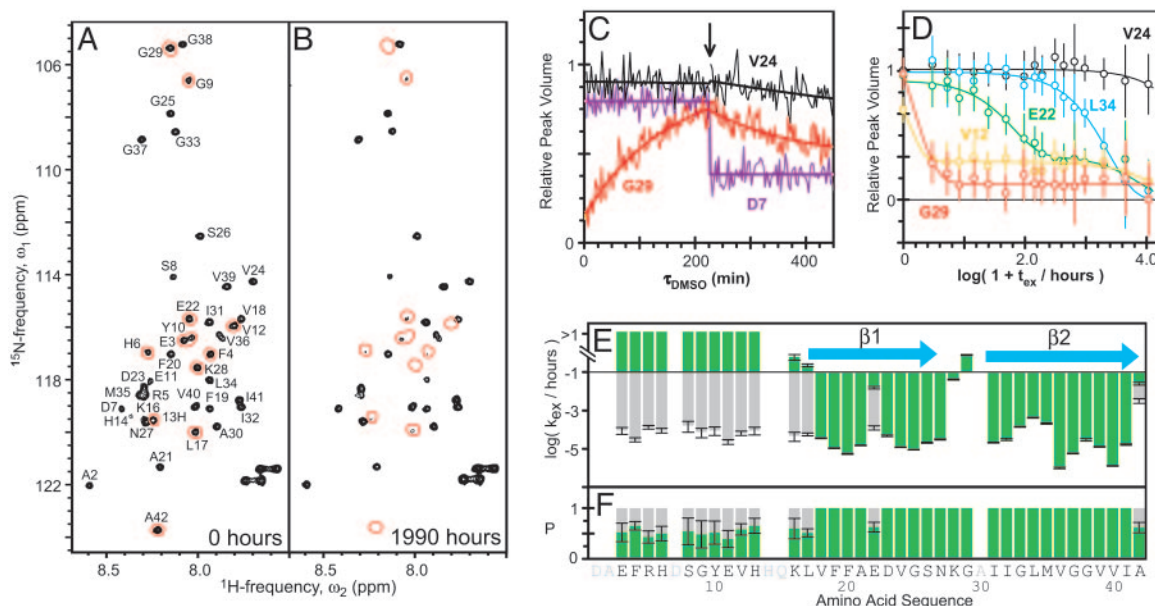 A
B
C
D
G38
G29
G9
G25
G33
G37
S26
S8
V39
V24
E22
I31
V18
Y10
V12
E3
V36
H6
F4
F20
K28
D23
E11
L34
M35
R5
V40
I41
D7
K16
F19
I32
H14*
13H
N27
A30
L17
A21
A2
A42
0 hours
1990 hours
106
110
114
118
122
¹⁵N-frequency, ω₁ (ppm)
8.5
8.0
8.5
8.0
¹H-frequency, ω₂ (ppm)
Relative Peak Volume
1
0
V24
G29
D7
0
200
400
τDMSO (min)
Relative Peak Volume
1
0
V24
L34
E22
V12
G29
0
2.0
4.0
log( 1 + tex / hours )
E
β1
β2
>1
-1
-3
-5
log( kex / hours )
F
P
1
0
DAEFRHDSGYEVHHQKLVFFAEDVGSNKGAIIGLMVGGVVIA
10
20
30
40
Amino Acid Sequence